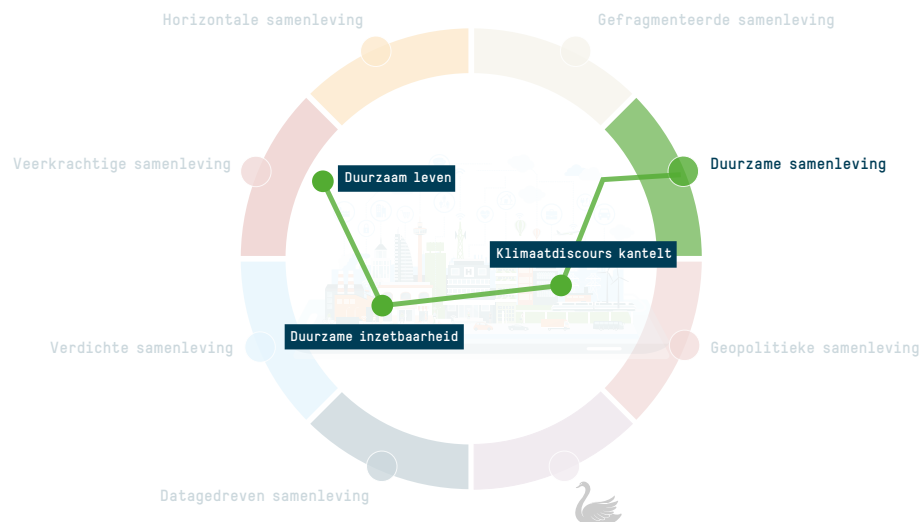 Horizontale samenleving
Gefragmenteerde samenleving
Veerkrachtige samenleving
Duurzame samenleving
Duurzaam leven
Klimaatdiscours kantelt
Duurzame inzetbaarheid
Verdichte samenleving
Geopolitieke samenleving
Datagedreven samenleving